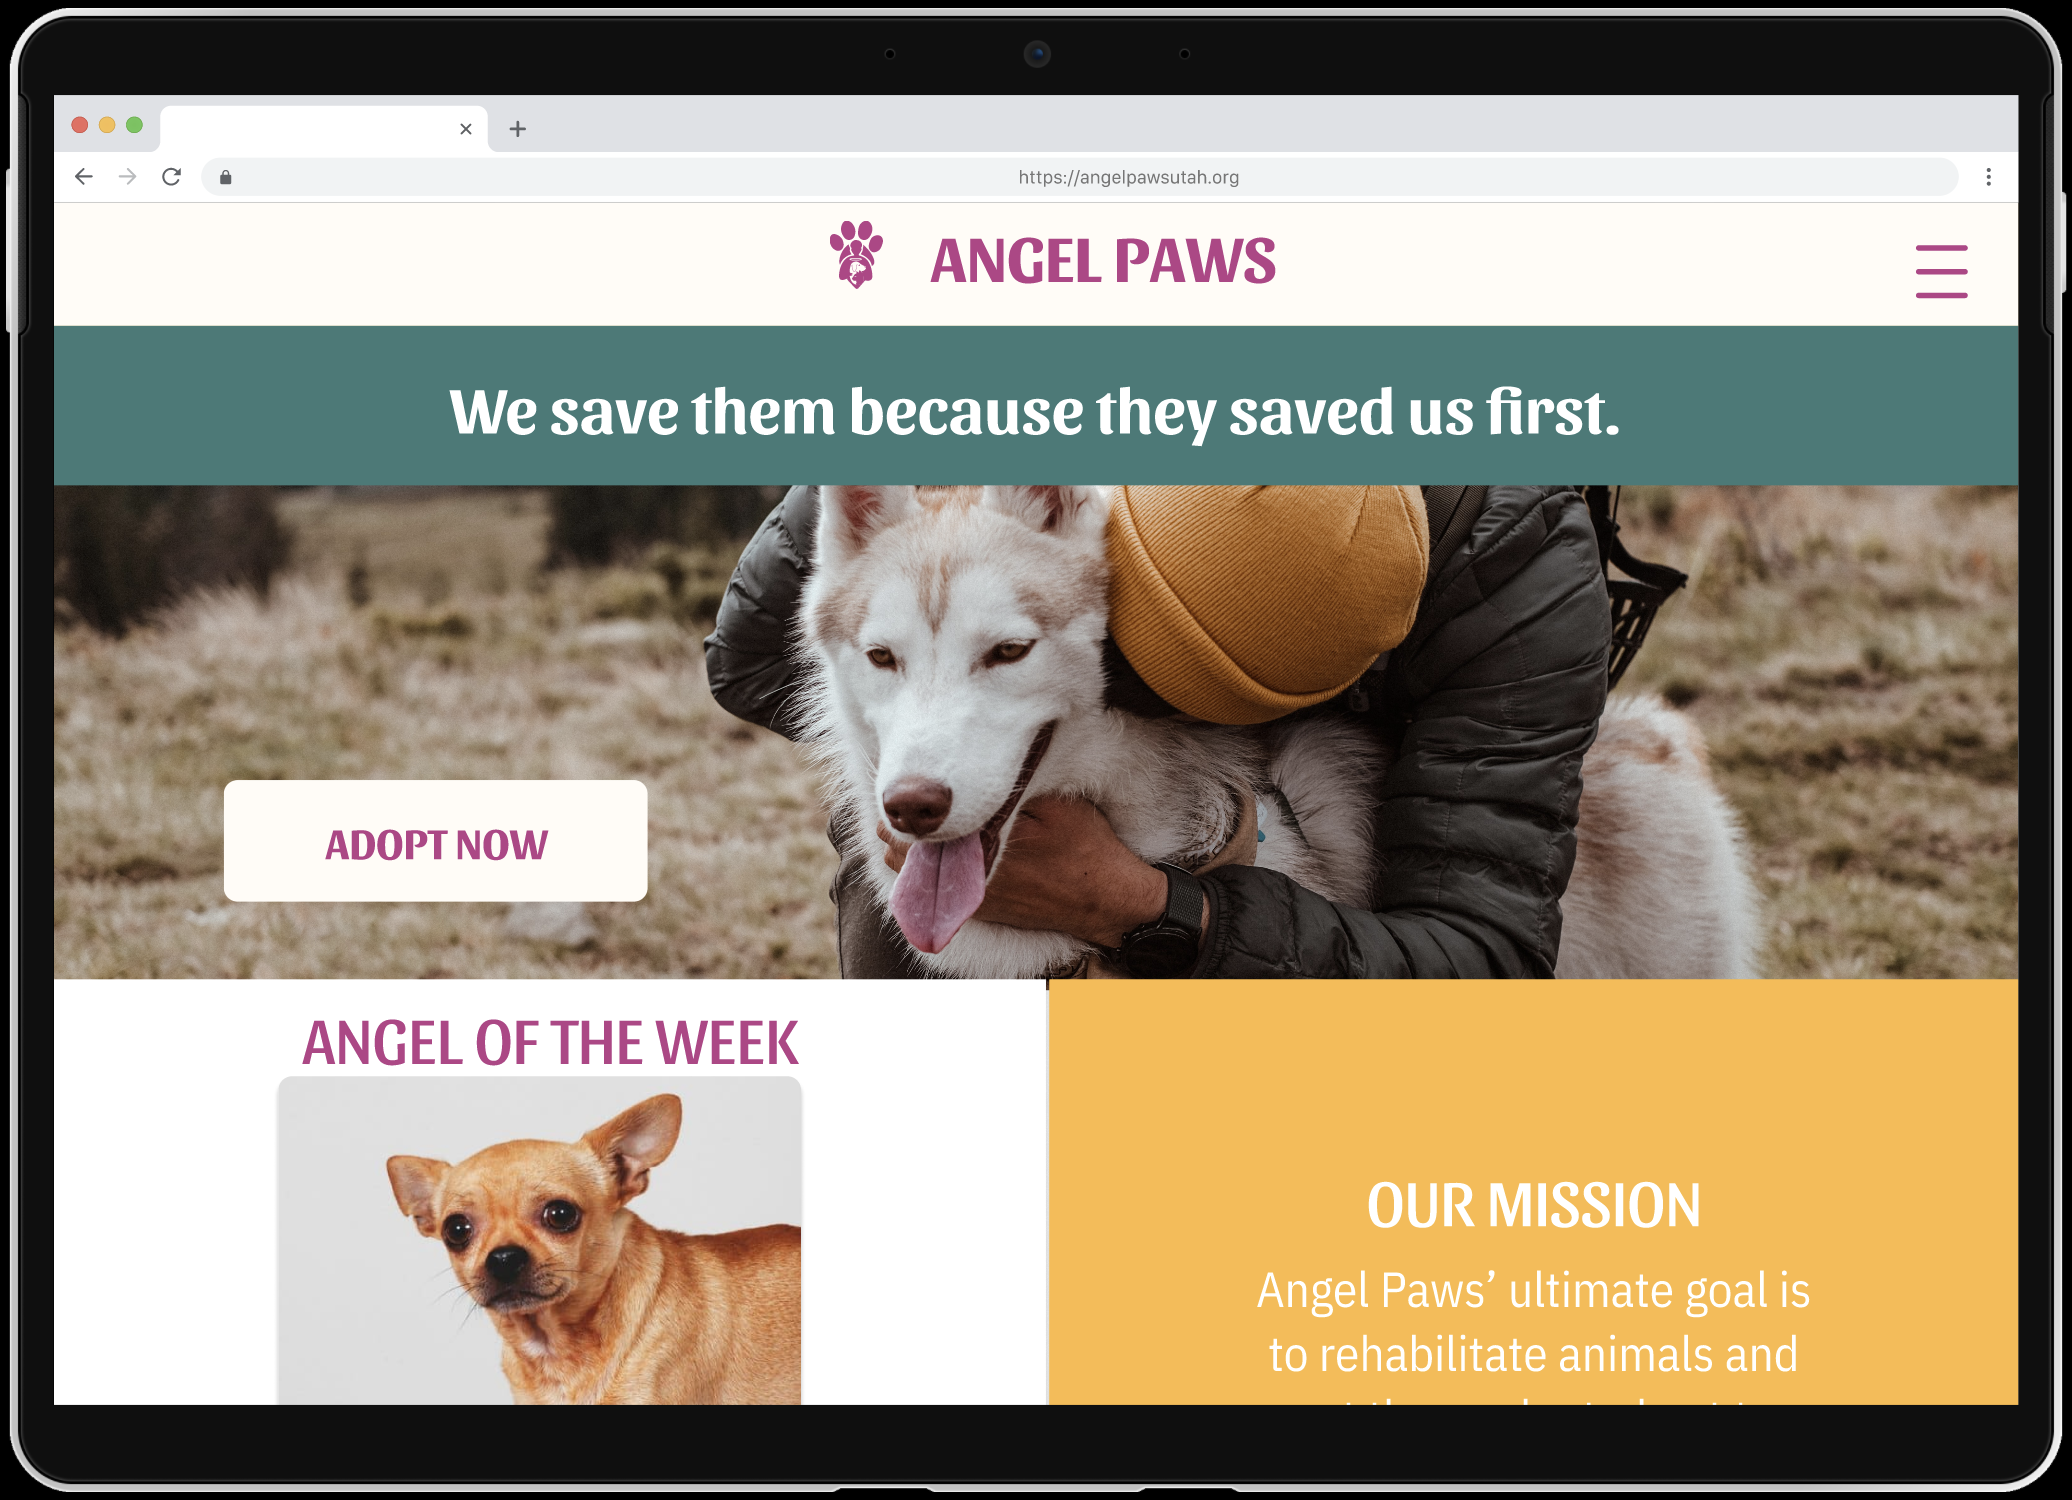 https://angelpawsutah.org
ANGEL PAWS
We save them because they saved us first.
ADOPT NOW
ANGEL OF THE WEEK
OUR MISSION
Angel Paws’ ultimate goal is
to rehabilitate animals and